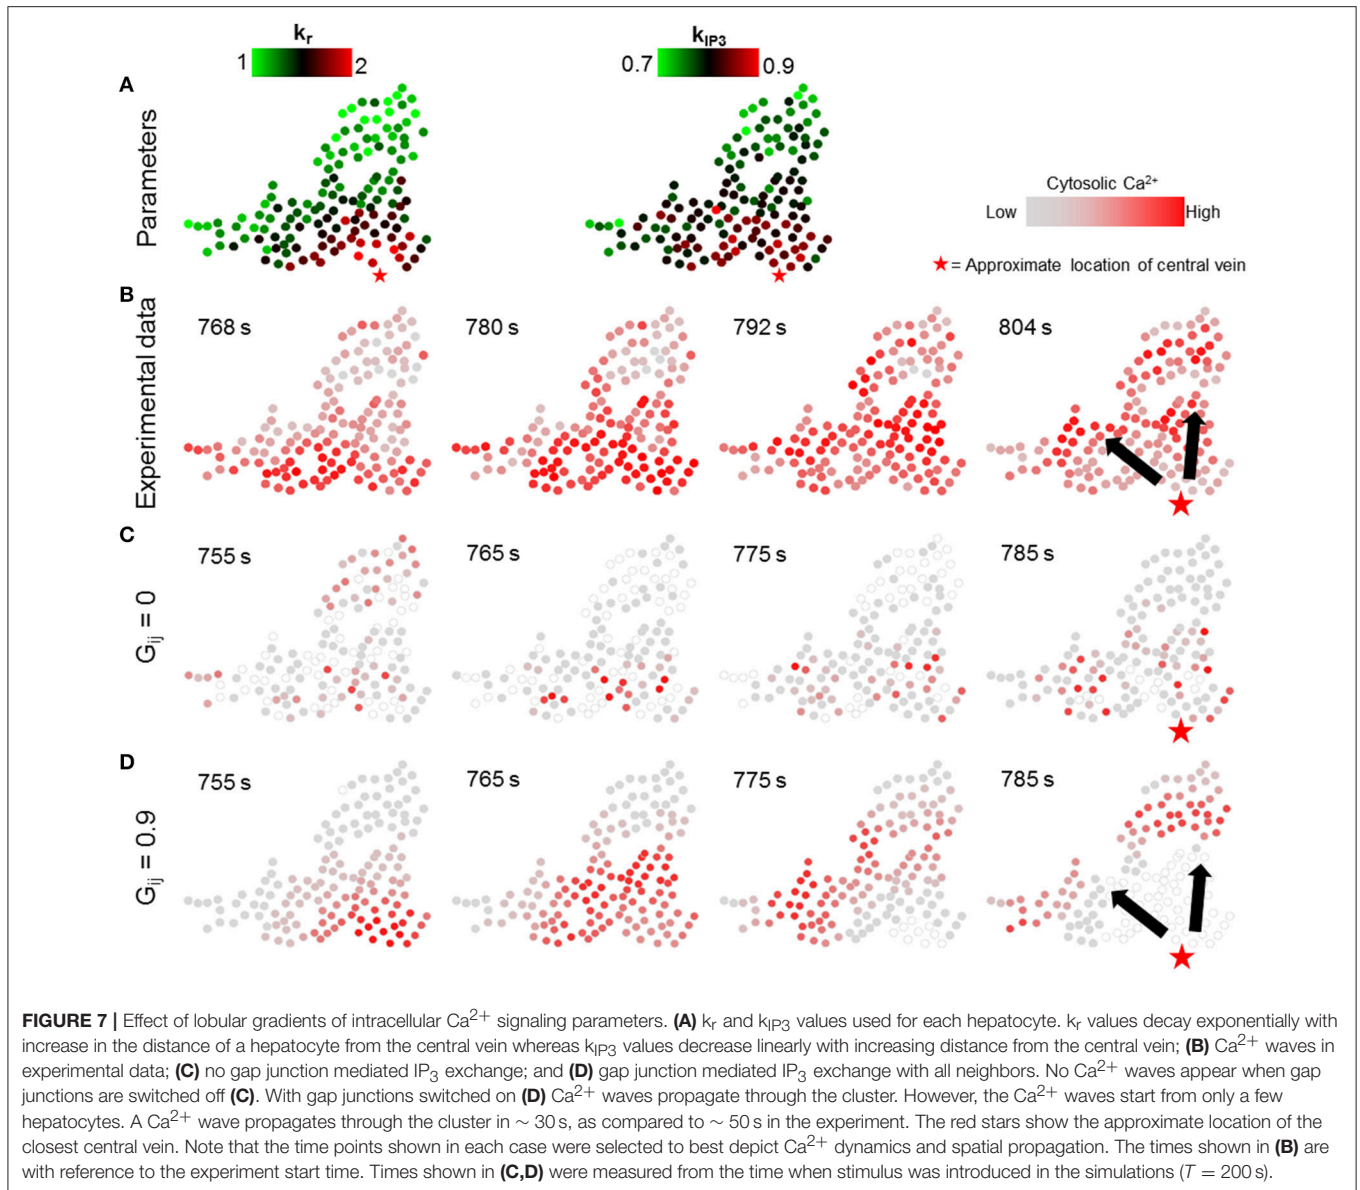 kr
kIP3
1
2
0.7
0.9
A
Parameters
Cytosolic Ca2+
Low
High
★ = Approximate location of central vein
B
Experimental data
768 s
780 s
792 s
804 s
C
Gij = 0
755 s
765 s
775 s
785 s
D
Gij = 0.9
755 s
765 s
775 s
785 s
FIGURE 7 | Effect of lobular gradients of intracellular Ca2+ signaling parameters. (A) kr and kIP3 values used for each hepatocyte. kr values decay exponentially with
increase in the distance of a hepatocyte from the central vein whereas kIP3 values decrease linearly with increasing distance from the central vein; (B) Ca2+ waves in
experimental data; (C) no gap junction mediated IP3 exchange; and (D) gap junction mediated IP3 exchange with all neighbors. No Ca2+ waves appear when gap
junctions are switched off (C). With gap junctions switched on (D) Ca2+ waves propagate through the cluster. However, the Ca2+ waves start from only a few
hepatocytes. A Ca2+ wave propagates through the cluster in ~ 30 s, as compared to ~ 50 s in the experiment. The red stars show the approximate location of the
closest central vein. Note that the time points shown in each case were selected to best depict Ca2+ dynamics and spatial propagation. The times shown in (B) are
with reference to the experiment start time. Times shown in (C,D) were measured from the time when stimulus was introduced in the simulations (T = 200 s).